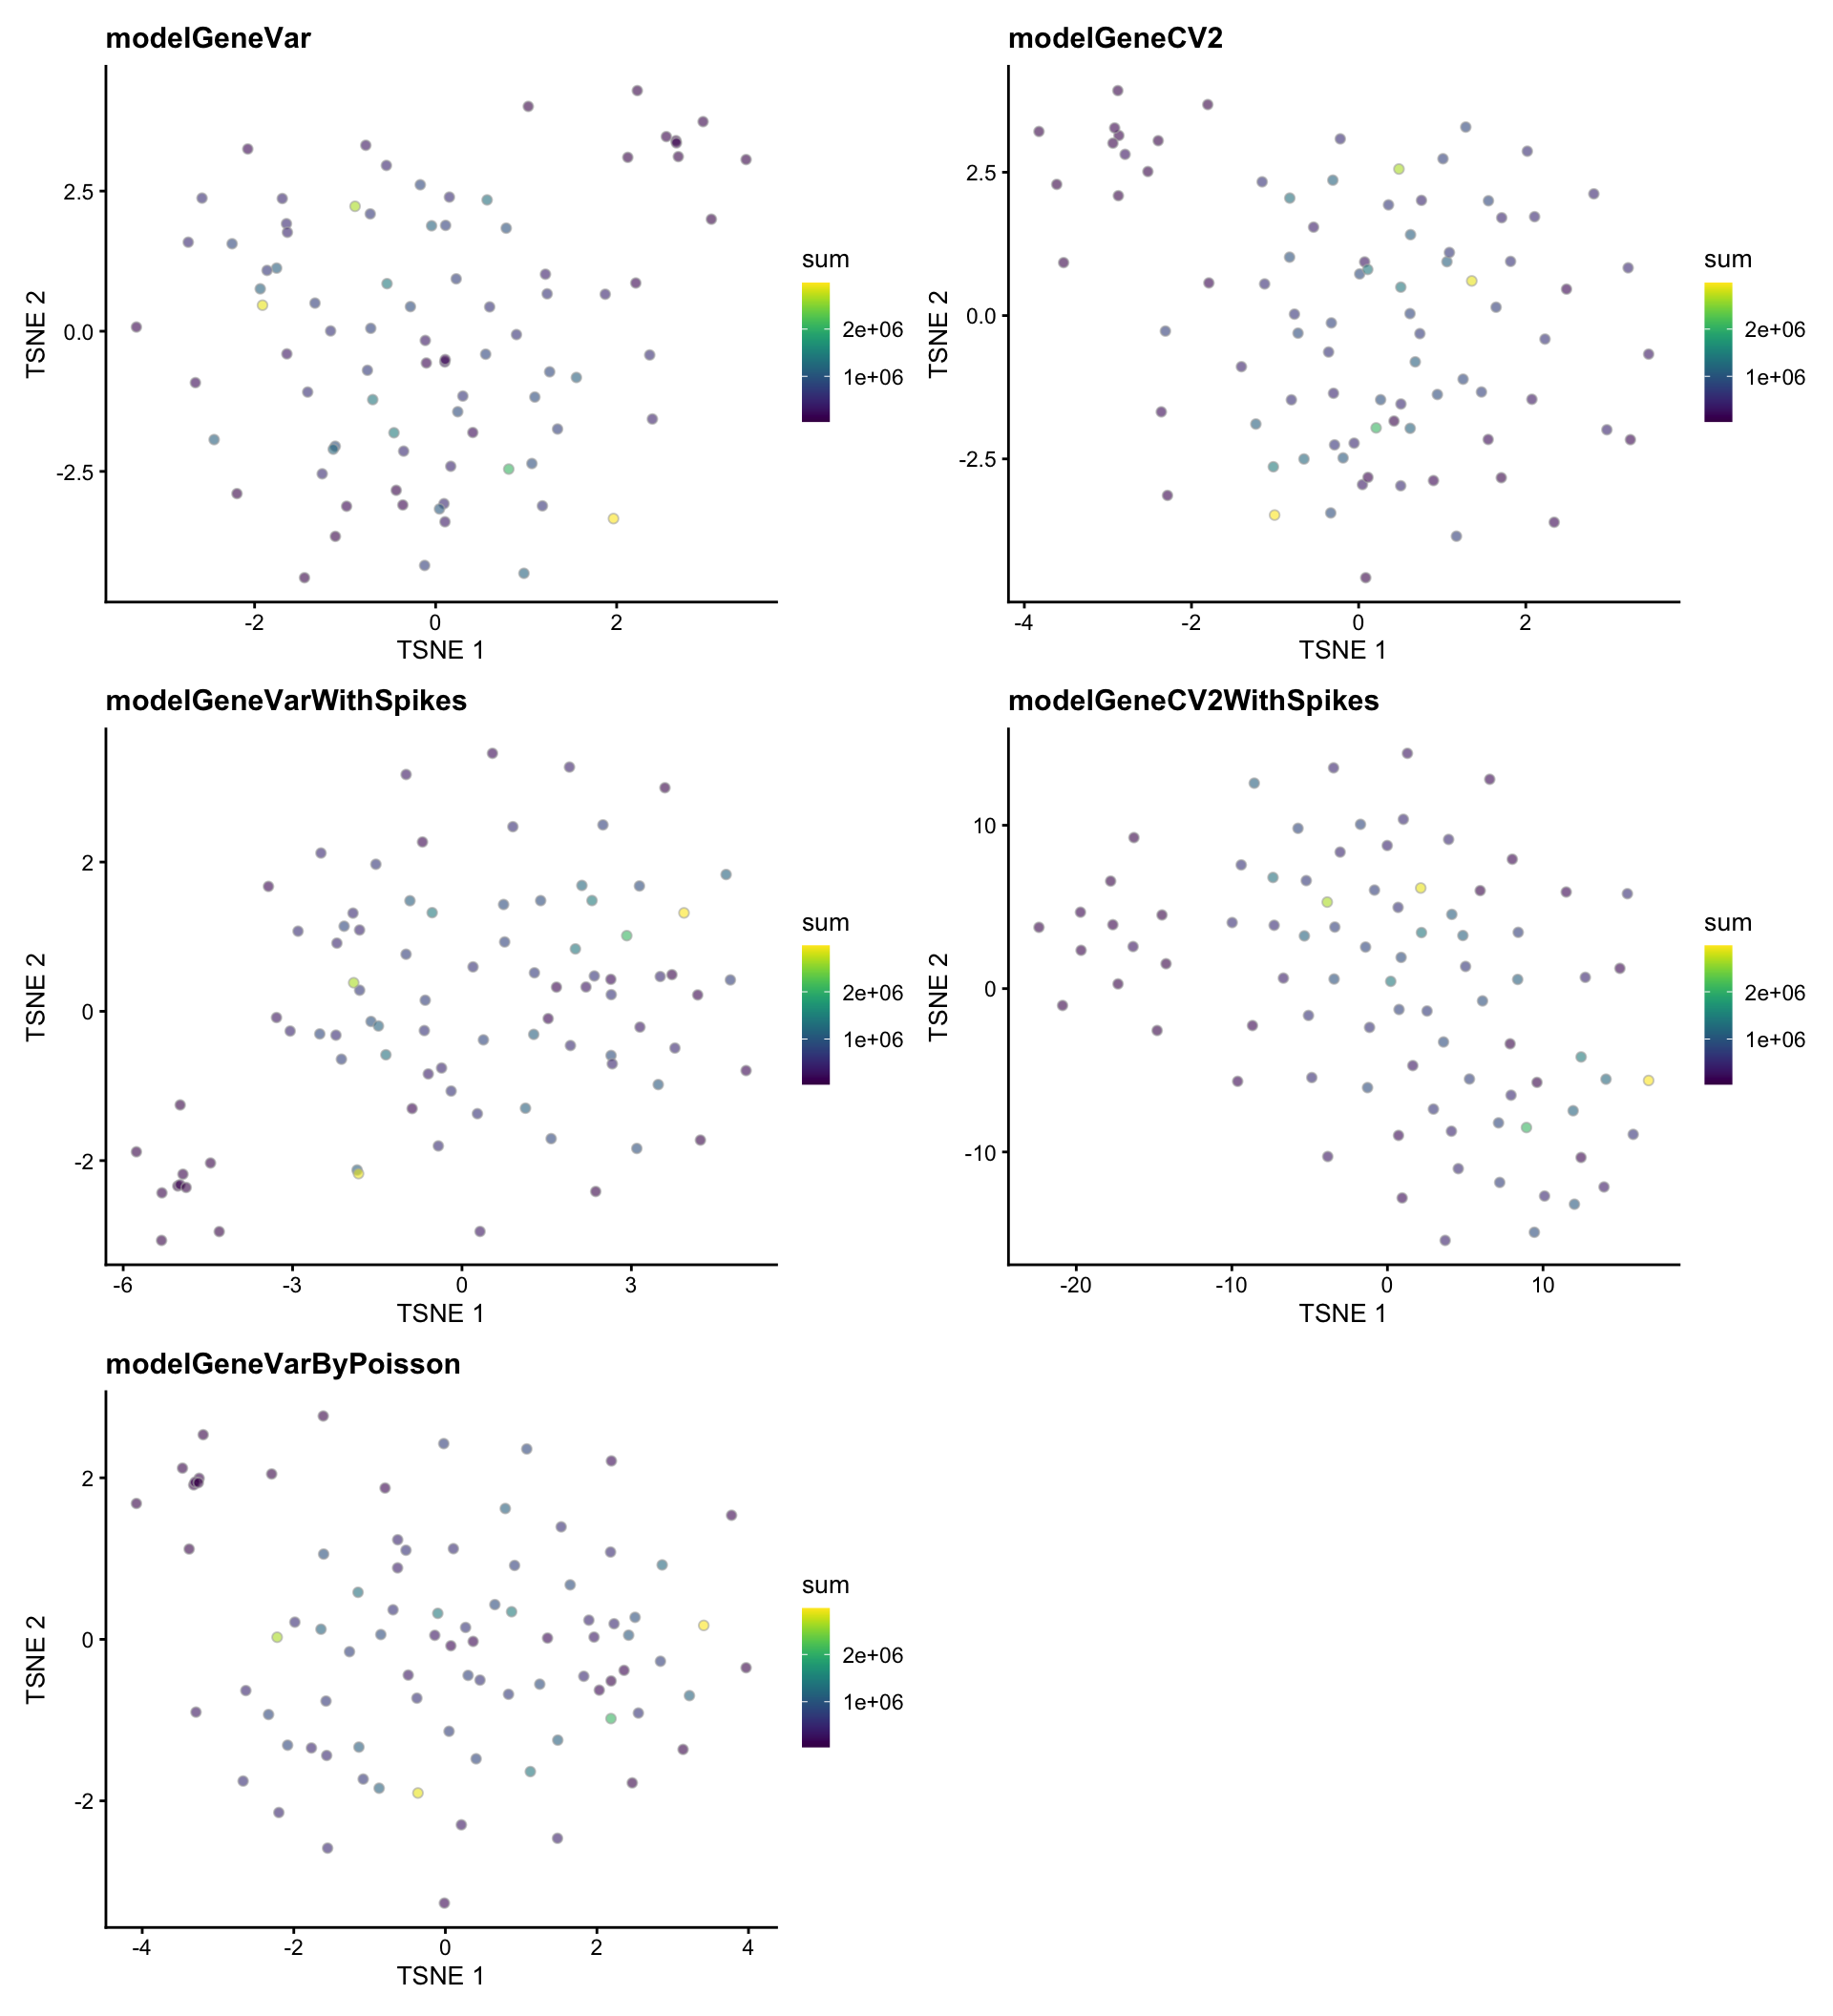 modelGeneVar
2.5
0.0
-2.5
-2
0
2
TSNE 1
TSNE 2
sum
2e+06
1e+06
modelGeneCV2
2.5
0.0
-2.5
-4
-2
0
2
TSNE 1
TSNE 2
sum
2e+06
1e+06
modelGeneVarWithSpikes
2
0
-2
-6
-3
0
3
TSNE 1
TSNE 2
sum
2e+06
1e+06
modelGeneCV2WithSpikes
10
0
-10
-20
-10
0
10
TSNE 1
TSNE 2
sum
2e+06
1e+06
modelGeneVarByPoisson
2
0
-2
-4
-2
0
2
4
TSNE 1
TSNE 2
sum
2e+06
1e+06